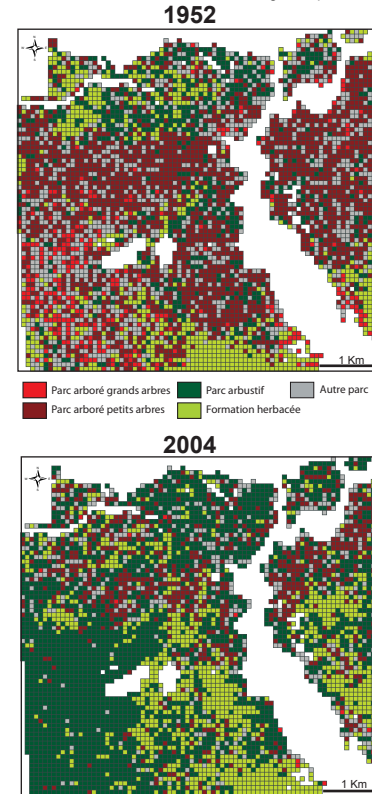 1952
1 Km
Parc arboré grands arbres
Parc arbustif
Autre parc
Parc arboré petits arbres
Formation herbacée
2004
1 Km